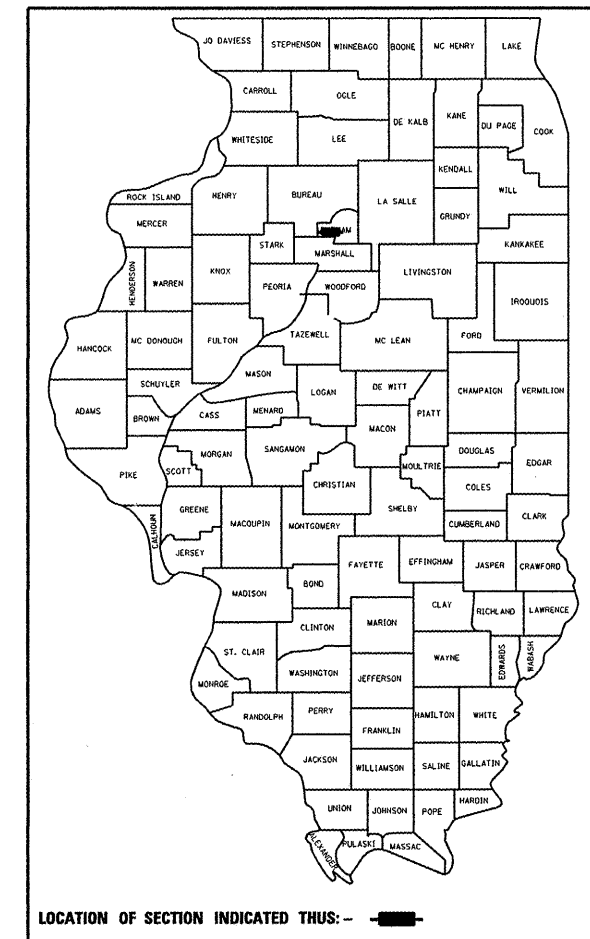 JO DAVIESS STEPHENSON WINNEBAGO BOONE MC HENRY LAKE
CARROLL OGLE DE KALB KANE DU PAGE COOK
WHITESIDE LEE
KENDALL WILL
ROCK ISLAND HENRY BUREAU LA SALLE GRUNDY
MERCER
STARK MARSHALL KANKAKEE
HENDERSON WARREN KNOX PEORIA WOODFORD LIVINGSTON
IROQUOIS
HANCOCK MC DONOUGH FULTON TAZEWELL MC LEAN FORD
MASON
SCHUYLER LOGAN DE WITT CHAMPAIGN VERMILION
ADAMS BROWN CASS MENARD PIATT
MACON
MORGAN SANGAMON DOUGLAS EDGAR
PIKE SCOTT CHRISTIAN MOULTRIE
COLES
GREENE MACOUPIN MONTGOMERY SHELBY
CALHOUN CUMBERLAND CLARK
JERSEY
FAYETTE EFFINGHAM JASPER CRAWFORD
MADISON BOND
CLAY RICHLAND LAWRENCE
CLINTON MARION
ST. CLAIR WAYNE EDWARDS WABASH
WASHINGTON JEFFERSON
MONROE
RANDOLPH PERRY HAMILTON WHITE
FRANKLIN
JACKSON WILLIAMSON SALINE GALLATIN
HARDIN
UNION JOHNSON POPE
ALEXANDER PULASKI MASSAC
LOCATION OF SECTION INDICATED THUS: -